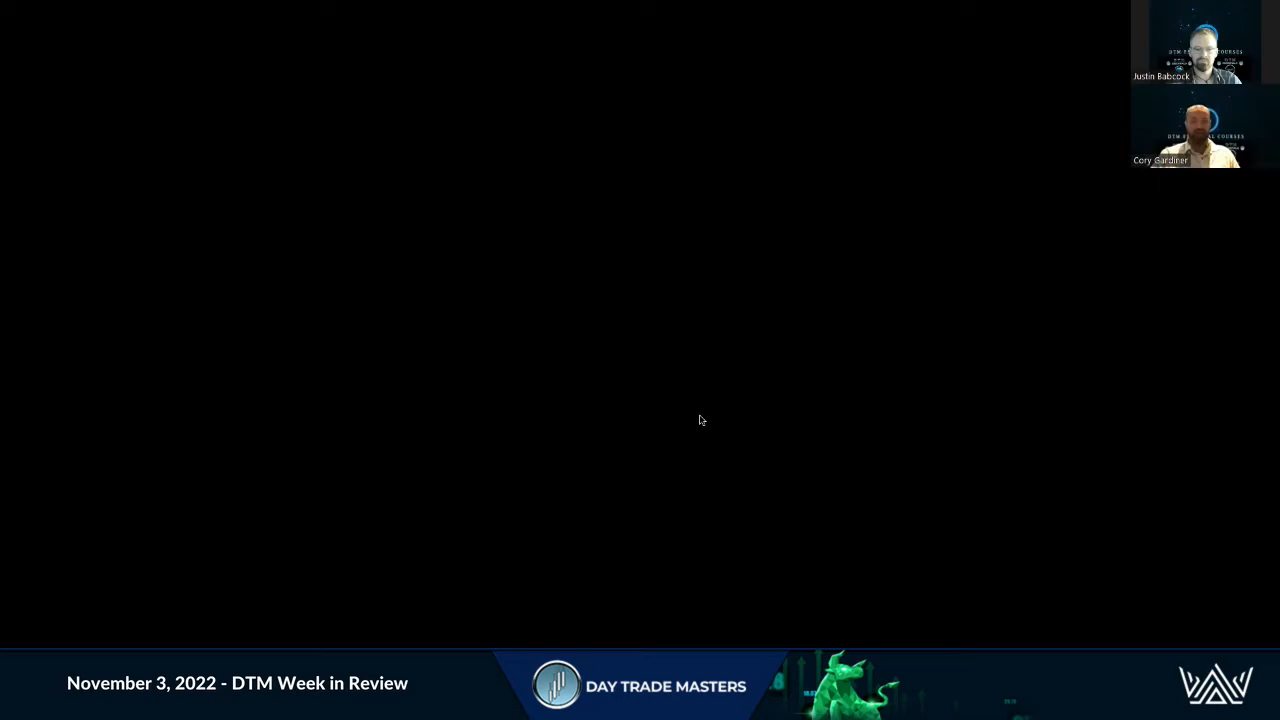 Justin Babcock
Cory Gardiner
November 3, 2022 - DTM Week in Review
DAY TRADE MASTERS